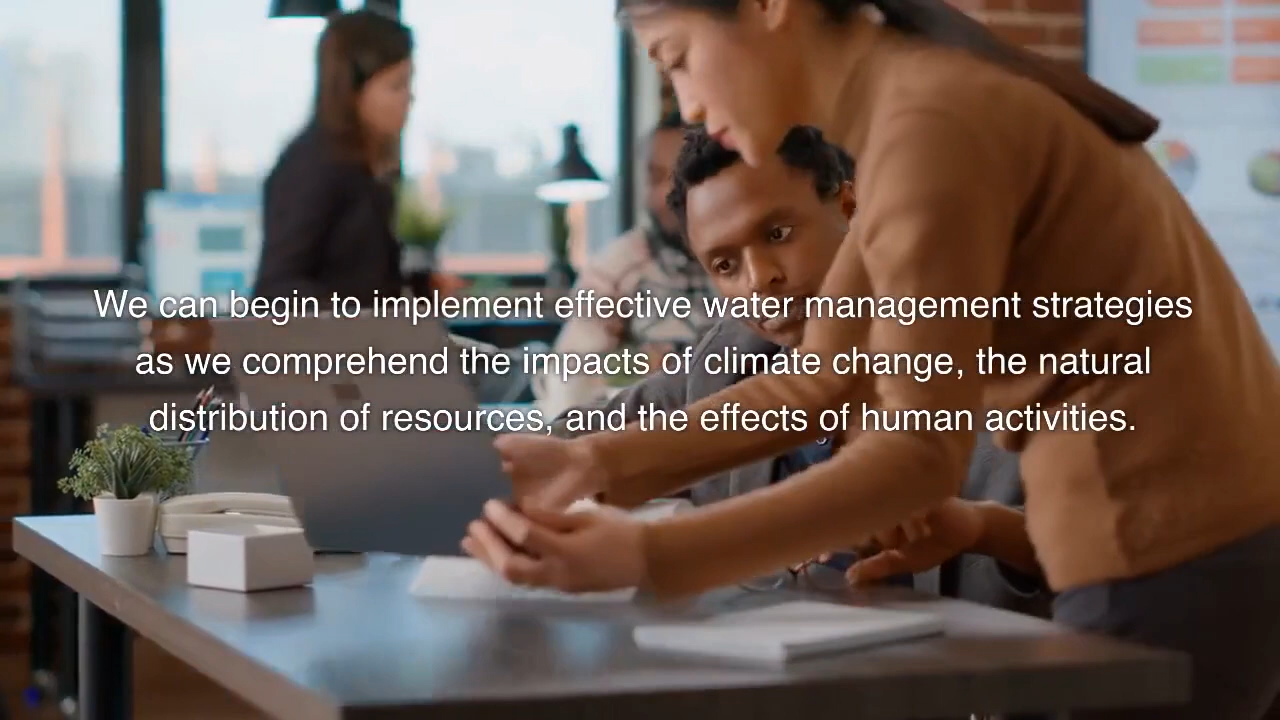 We can begin to implement effective water management strategies
as we comprehend the impacts of climate change, the natural
distribution of resources, and the effects of human activities.